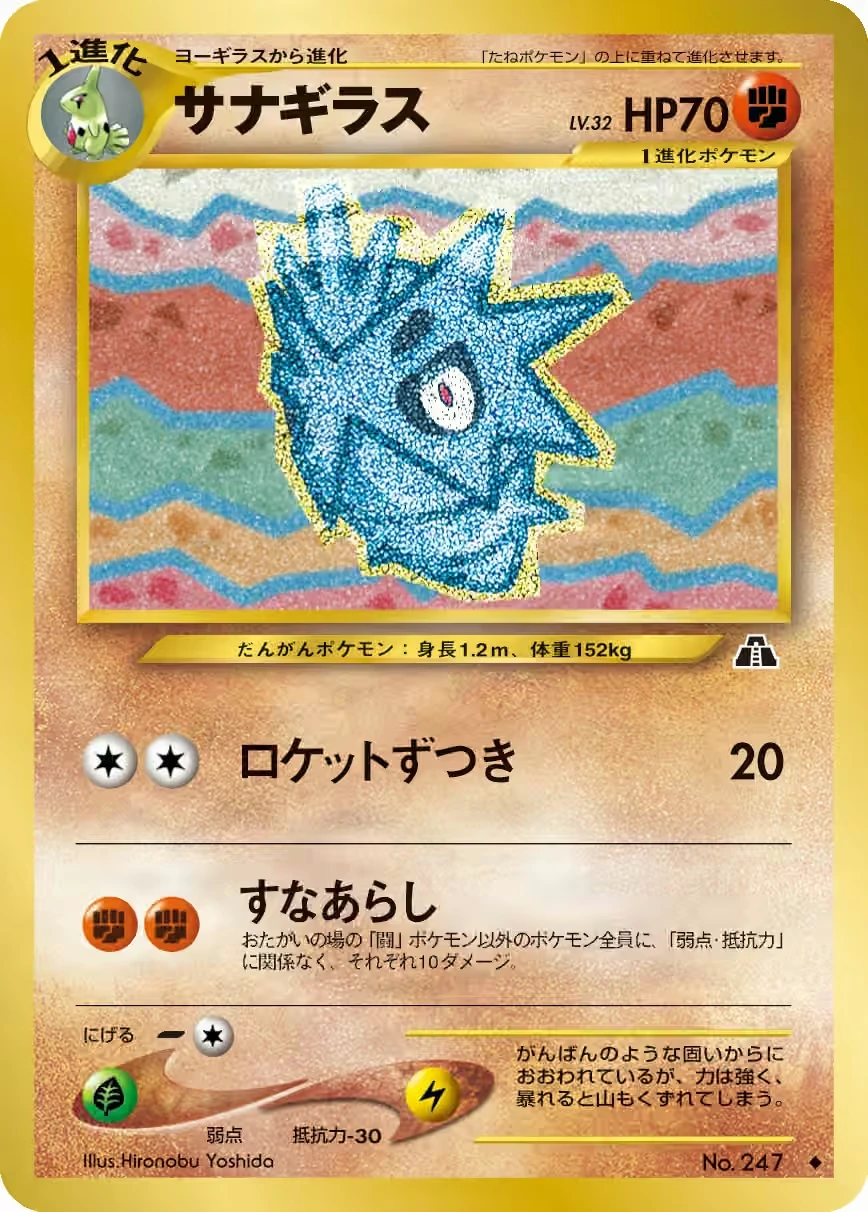 1進化
ヨーギラスから進化
「たねポケモン」の上に重ねて進化させます。
サナギラス
LV.32 HP70
1進化ポケモン
だんがんポケモン：身長1.2m、体重152kg
ロケットずつき 20
すなあらし
おたがいの場の「闘」ポケモン以外のポケモン全員に、「弱点・抵抗力」
に関係なく、それぞれ10ダメージ。
にげる
がんばんのような固いからに
おおわれているが、力は強く、
暴れると山もくずれてしまう。
弱点 抵抗力-30
Illus.Hironobu Yoshida
No. 247